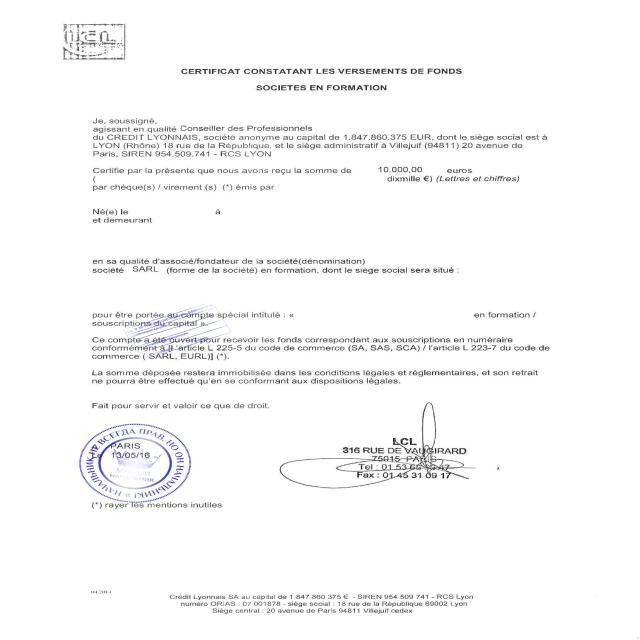 LCL
CERTIFICAT CONSTATANT LES VERSEMENTS DE FONDS
SOCIETES EN FORMATION
Je, soussigné,
agissant en qualité Conseiller des Professionnels
du CREDIT LYONNAIS, société anonyme au capital de 1.847.860.375 EUR, dont le siège social est à
LYON (Rhône) 18 rue de la République, et le siège administratif à Villejuif (94811) 20 avenue de
Paris, SIREN 954.509.741 - RCS LYON
Certifie par la présente que nous avons reçu la somme de 10.000,00 euros
( dixmille €) (Lettres et chiffres)
par chèque(s) / virement (s) (*) émis par
Né(e) le à
et demeurant
en sa qualité d'associé/fondateur de la société(dénomination)
société SARL (forme de la société) en formation, dont le siège social sera situé :
pour être portée au compte spécial intitulé : « en formation /
souscriptions du capital ».
Ce compte a été ouvert pour recevoir les fonds correspondant aux souscriptions en numéraire
conformément à [l'article L 225-5 du code de commerce (SA, SAS, SCA) / l'article L 223-7 du code de
commerce ( SARL, EURL)] (*).
La somme déposée restera immobilisée dans les conditions légales et réglementaires, et son retrait
ne pourra être effectué qu'en se conformant aux dispositions légales.
Fait pour servir et valoir ce que de droit.
PARIS
Le 13/05/16
ВСЕГДА ПРАВ, НО ОН НАЧАЛЬНИК
LCL
316 RUE DE VAUGIRARD
75015 PARIS
Fax : 01 45 31 09 17
(*) rayer les mentions inutiles
Crédit Lyonnais SA au capital de 1 847 860 375 € - SIREN 954 509 741 - RCS Lyon
numéro ORIAS : 07 001878 - siège social : 18 rue de la République 69002 Lyon
Siège central : 20 avenue de Paris 94811 Villejuif cedex